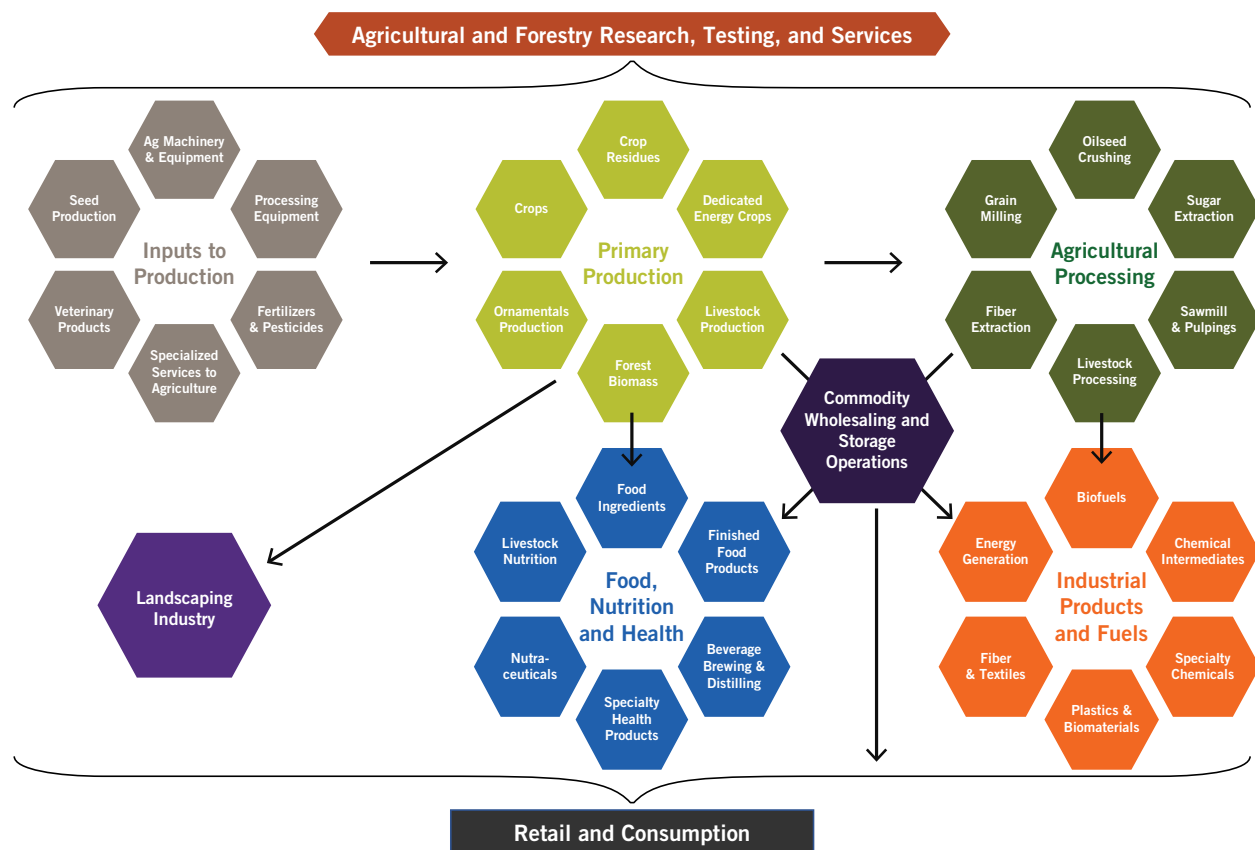 Agricultural and Forestry Research, Testing, and Services
Ag Machinery
& Equipment
Seed
Production
Processing
Equipment
Inputs to
Production
Veterinary
Products
Fertilizers
& Pesticides
Specialized
Services to
Agriculture
Crop
Residues
Crops
Dedicated
Energy Crops
Primary
Production
Ornamentals
Production
Livestock
Production
Forest
Biomass
Oilseed
Crushing
Grain
Milling
Sugar
Extraction
Agricultural
Processing
Fiber
Extraction
Sawmill
& Pulpings
Livestock
Processing
Commodity
Wholesaling and
Storage
Operations
Landscaping
Industry
Food
Ingredients
Livestock
Nutrition
Finished
Food
Products
Food,
Nutrition
and Health
Nutra-
ceuticals
Beverage
Brewing &
Distilling
Specialty
Health
Products
Biofuels
Energy
Generation
Chemical
Intermediates
Industrial
Products
and Fuels
Fiber
& Textiles
Specialty
Chemicals
Plastics &
Biomaterials
Retail and Consumption